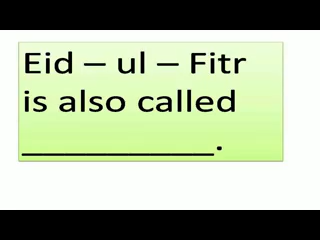 Eid – ul – Fitr
is also called
__________.